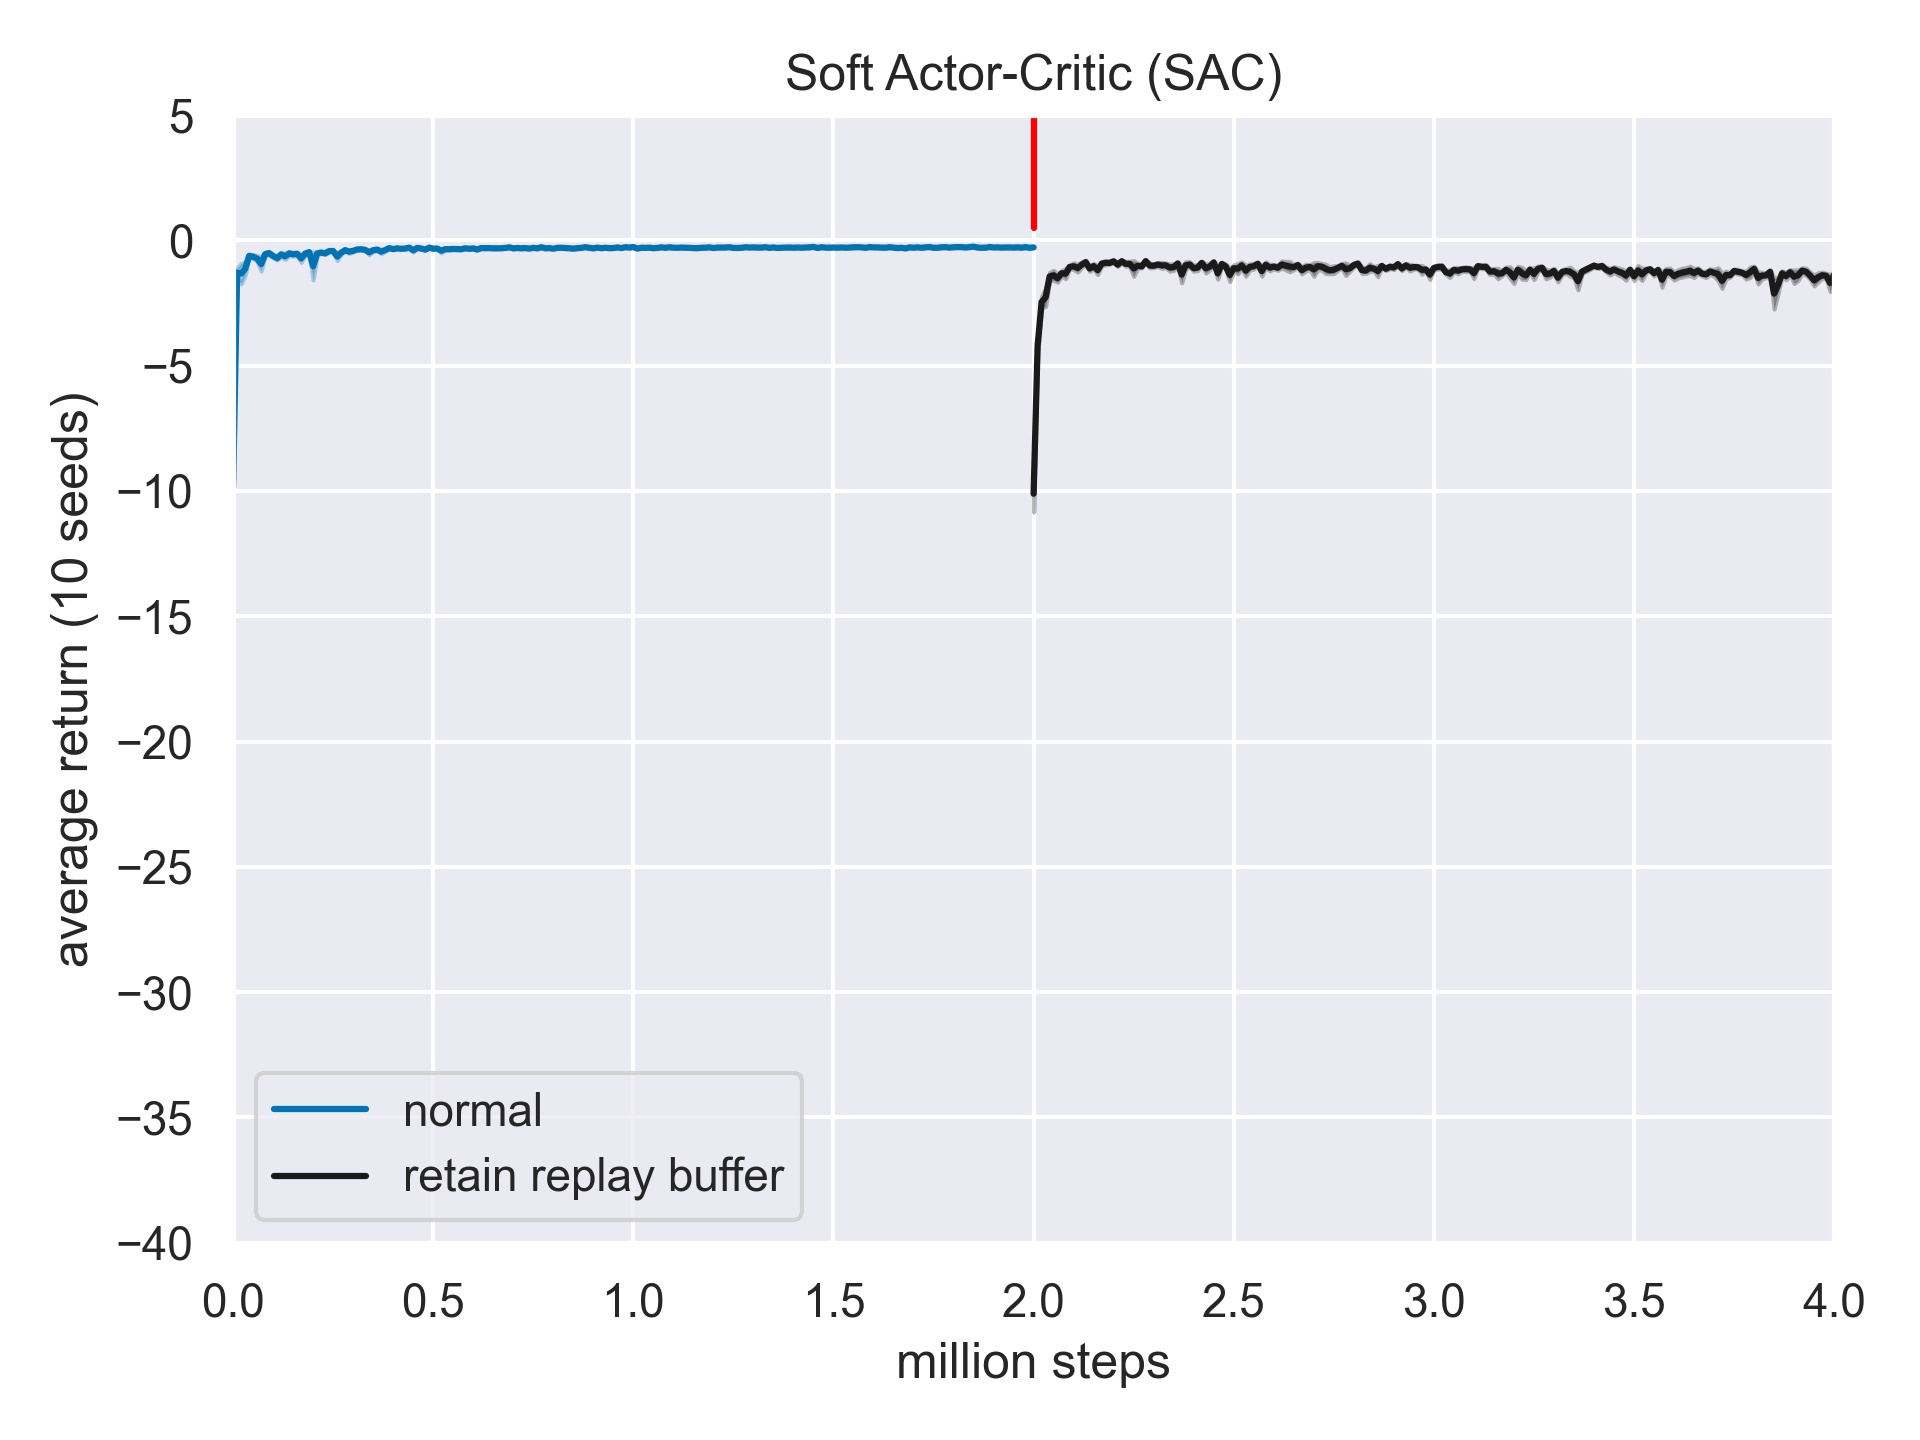 Soft Actor-Critic (SAC)
5
0
−5
−10
−15
−20
−25
−30
−35
−40
average return (10 seeds)
normal
retain replay buffer
0.0 0.5 1.0 1.5 2.0 2.5 3.0 3.5 4.0
million steps